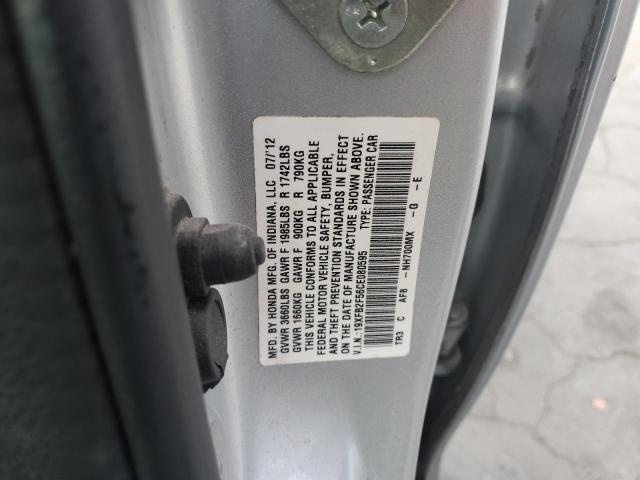 MFD. BY HONDA MFG. OF INDIANA, LLC 07/'12
GVWR 3660LBS GAWR F 1985LBS R 1742LBS
GVWR 1660KG GAWR F 900KG R 790KG
THIS VEHICLE CONFORMS TO ALL APPLICABLE
FEDERAL MOTOR VEHICLE SAFETY, BUMPER,
AND THEFT PREVENTION STANDARDS IN EFFECT
ON THE DATE OF MANUFACTURE SHOWN ABOVE.
V.I.N.:19XFB2F56CE080595 TYPE: PASSENGER CAR
TR3 C AF8 -NH700MX -G -E